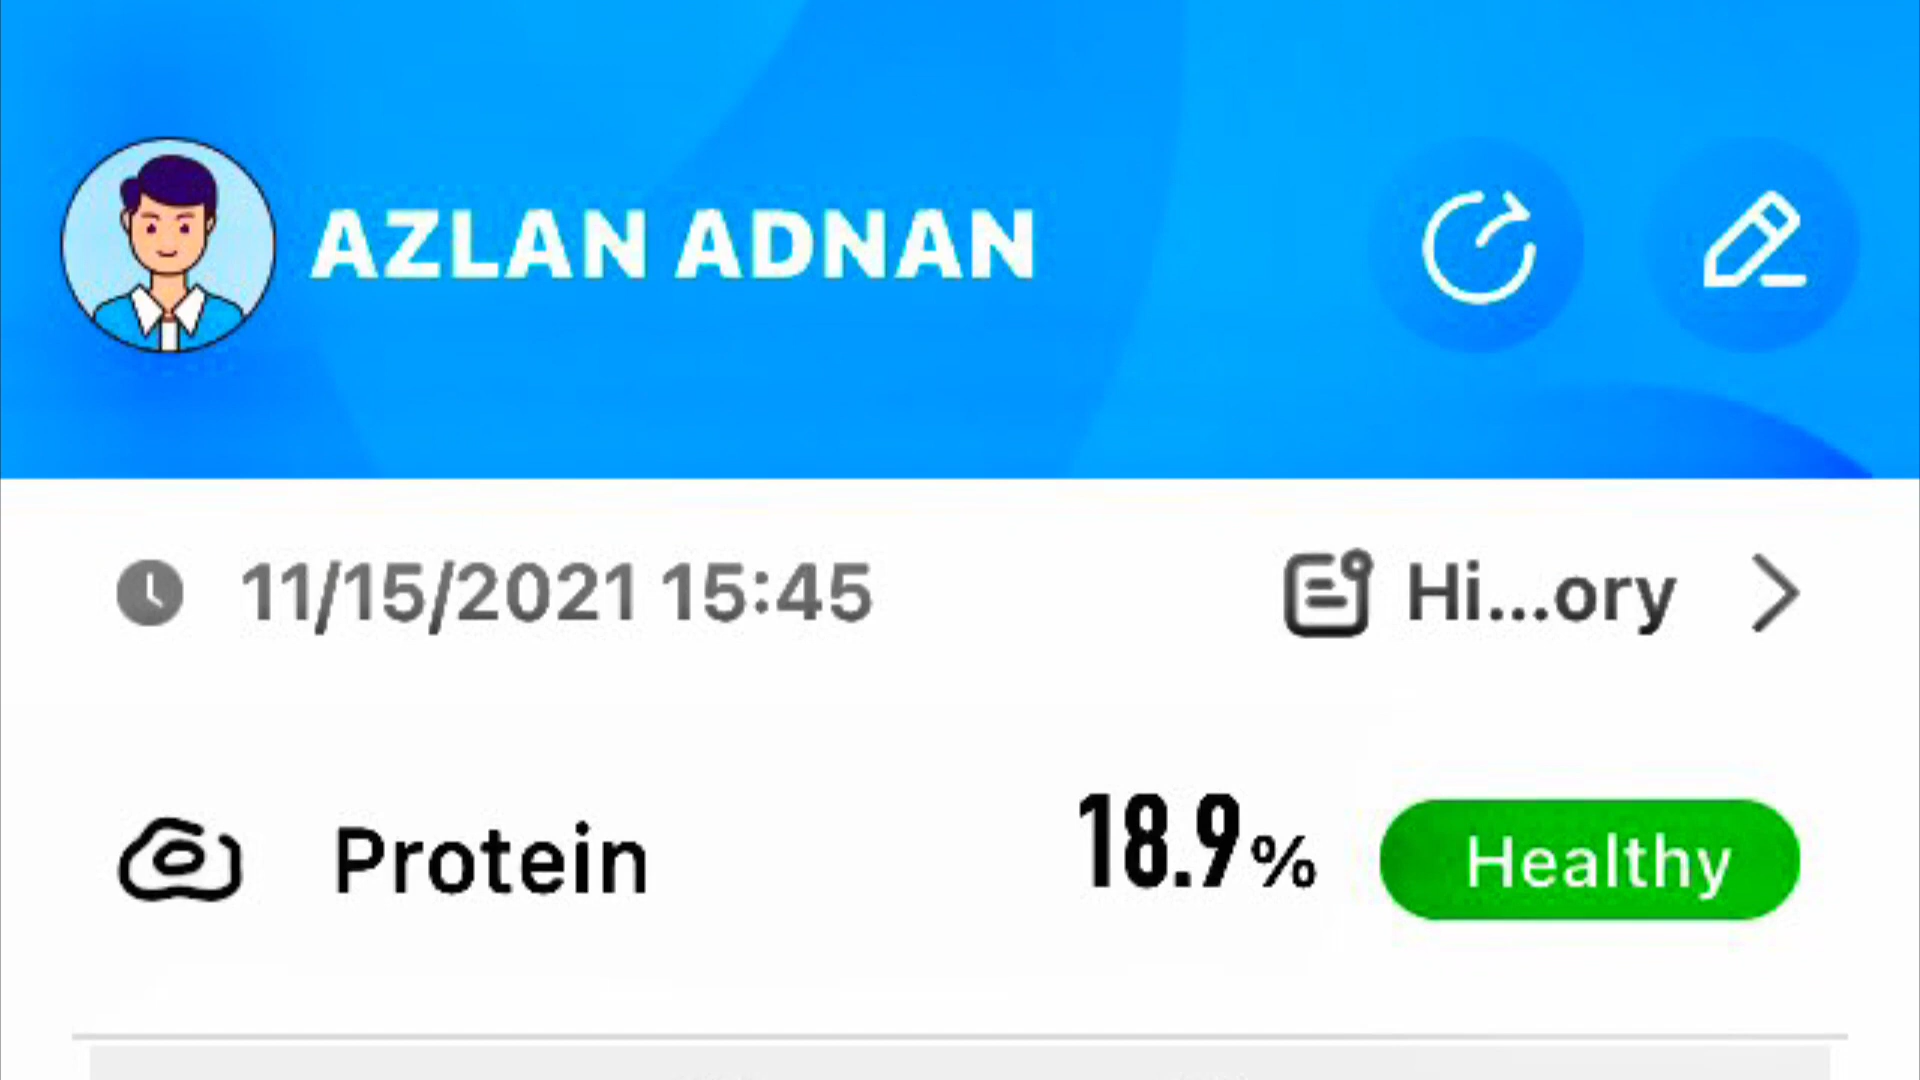 AZLAN ADNAN
11/15/2021 15:45 Hi...ory
Protein 18.9% Healthy